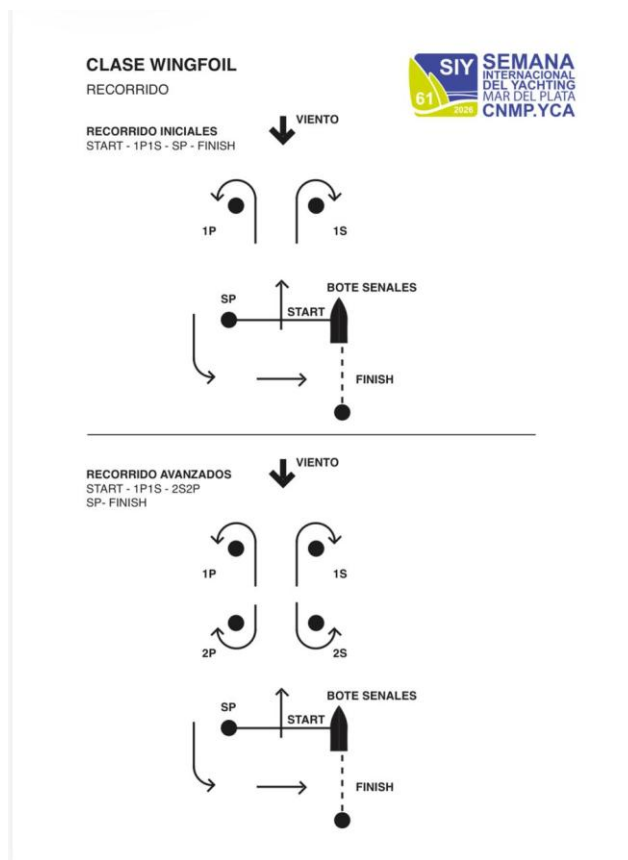 CLASE WINGFOIL
RECORRIDO
SIY
61
2026
SEMANA
INTERNACIONAL
DEL YACHTING
MAR DEL PLATA
CNMP.YCA
RECORRIDO INICIALES
START - 1P1S - SP - FINISH
VIENTO
1P
1S
BOTE SENALES
SP
START
FINISH
RECORRIDO AVANZADOS
START - 1P1S - 2S2P
SP- FINISH
VIENTO
1P
1S
2P
2S
BOTE SENALES
SP
START
FINISH